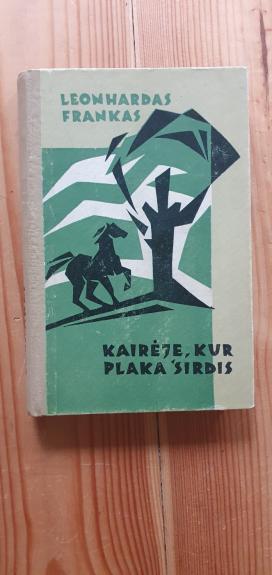 LEONHARDAS
FRANKAS
KAIRĖJE, KUR
PLAKA ŠIRDIS